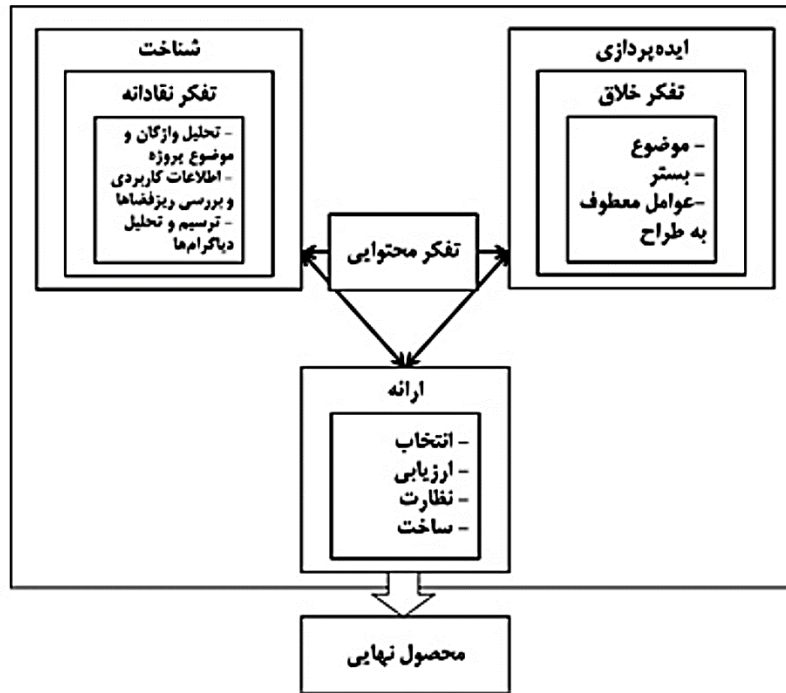 شناخت
تفکر نقادانه
- تحلیل واژگان و
موضوع پروژه
- اطلاعات کاربردی
و بررسی ریزفضاها
- ترسیم و تحلیل
دیاگرام‌ها
ایده‌پردازی
تفکر خلاق
- موضوع
- بستر
-عوامل معطوف
به طراح
تفکر محتوایی
ارائه
- انتخاب
- ارزیابی
- نظارت
- ساخت
محصول نهایی